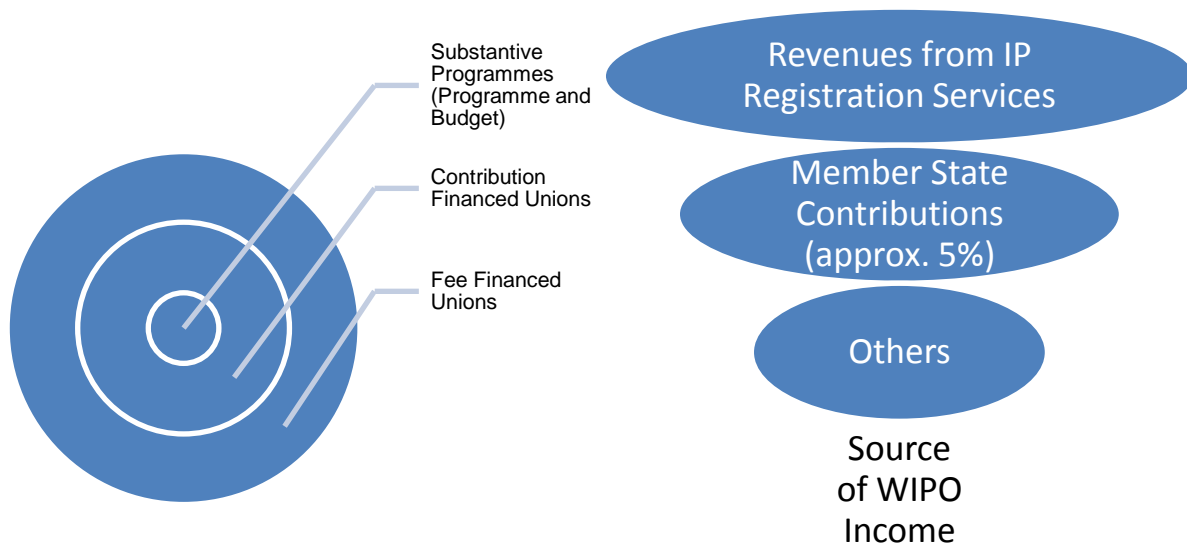 Substantive
Programmes
(Programme and
Budget)
Contribution
Financed Unions
Fee Financed
Unions
Revenues from IP
Registration Services
Member State
Contributions
(approx. 5%)
Others
Source
of WIPO
Income